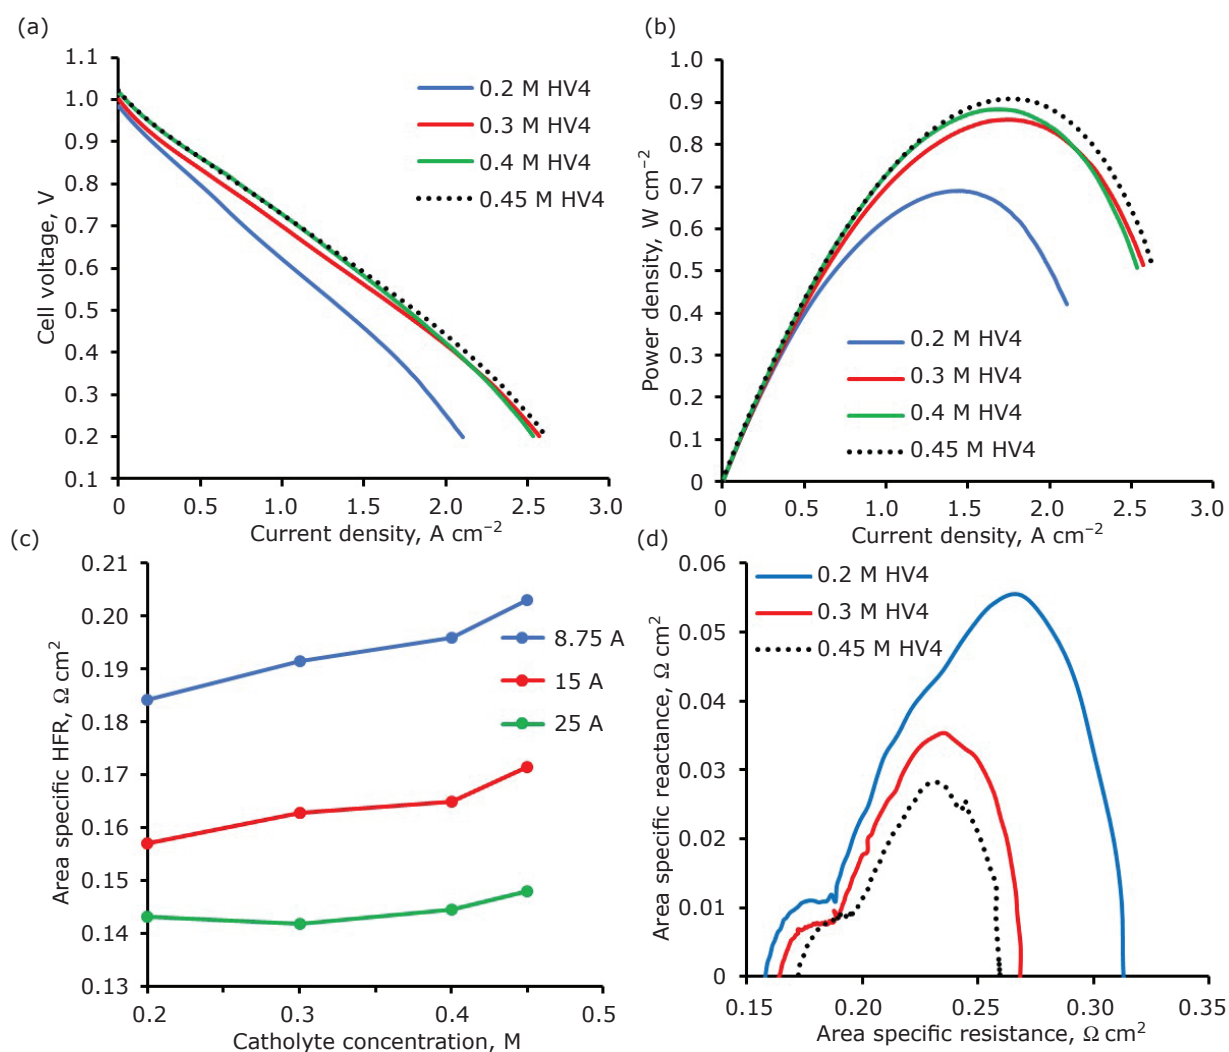 (a)
1.1
1.0
0.9
0.8
0.7
0.6
0.5
0.4
0.3
0.2
0.1
Cell voltage, V
0.2 M HV4
0.3 M HV4
0.4 M HV4
0.45 M HV4
0 0.5 1.0 1.5 2.0 2.5 3.0
Current density, A cm⁻²
(b)
1.0
0.9
0.8
0.7
0.6
0.5
0.4
0.3
0.2
0.1
0
Power density, W cm⁻²
0.2 M HV4
0.3 M HV4
0.4 M HV4
0.45 M HV4
0 0.5 1.0 1.5 2.0 2.5 3.0
Current density, A cm⁻²
(c)
0.21
0.20
0.19
0.18
0.17
0.16
0.15
0.14
0.13
Area specific HFR, Ω cm²
8.75 A
15 A
25 A
0.2 0.3 0.4 0.5
Catholyte concentration, M
(d)
0.06
0.05
0.04
0.03
0.02
0.01
0
Area specific reactance, Ω cm²
0.2 M HV4
0.3 M HV4
0.45 M HV4
0.15 0.20 0.25 0.30 0.35
Area specific resistance, Ω cm²